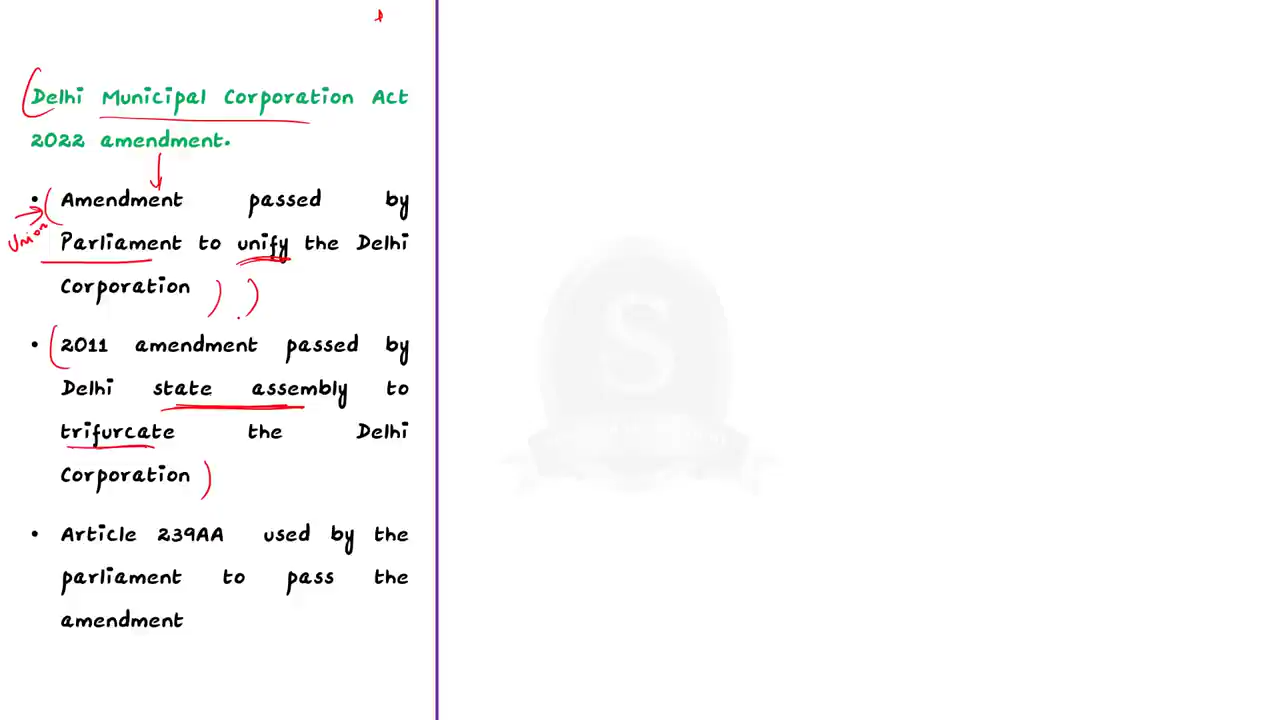 Delhi Municipal Corporation Act
2022 amendment.
• Amendment passed by
Union
Parliament to unify the Delhi
Corporation
• 2011 amendment passed by
Delhi state assembly to
trifurcate the Delhi
Corporation
• Article 239AA used by the
parliament to pass the
amendment
S